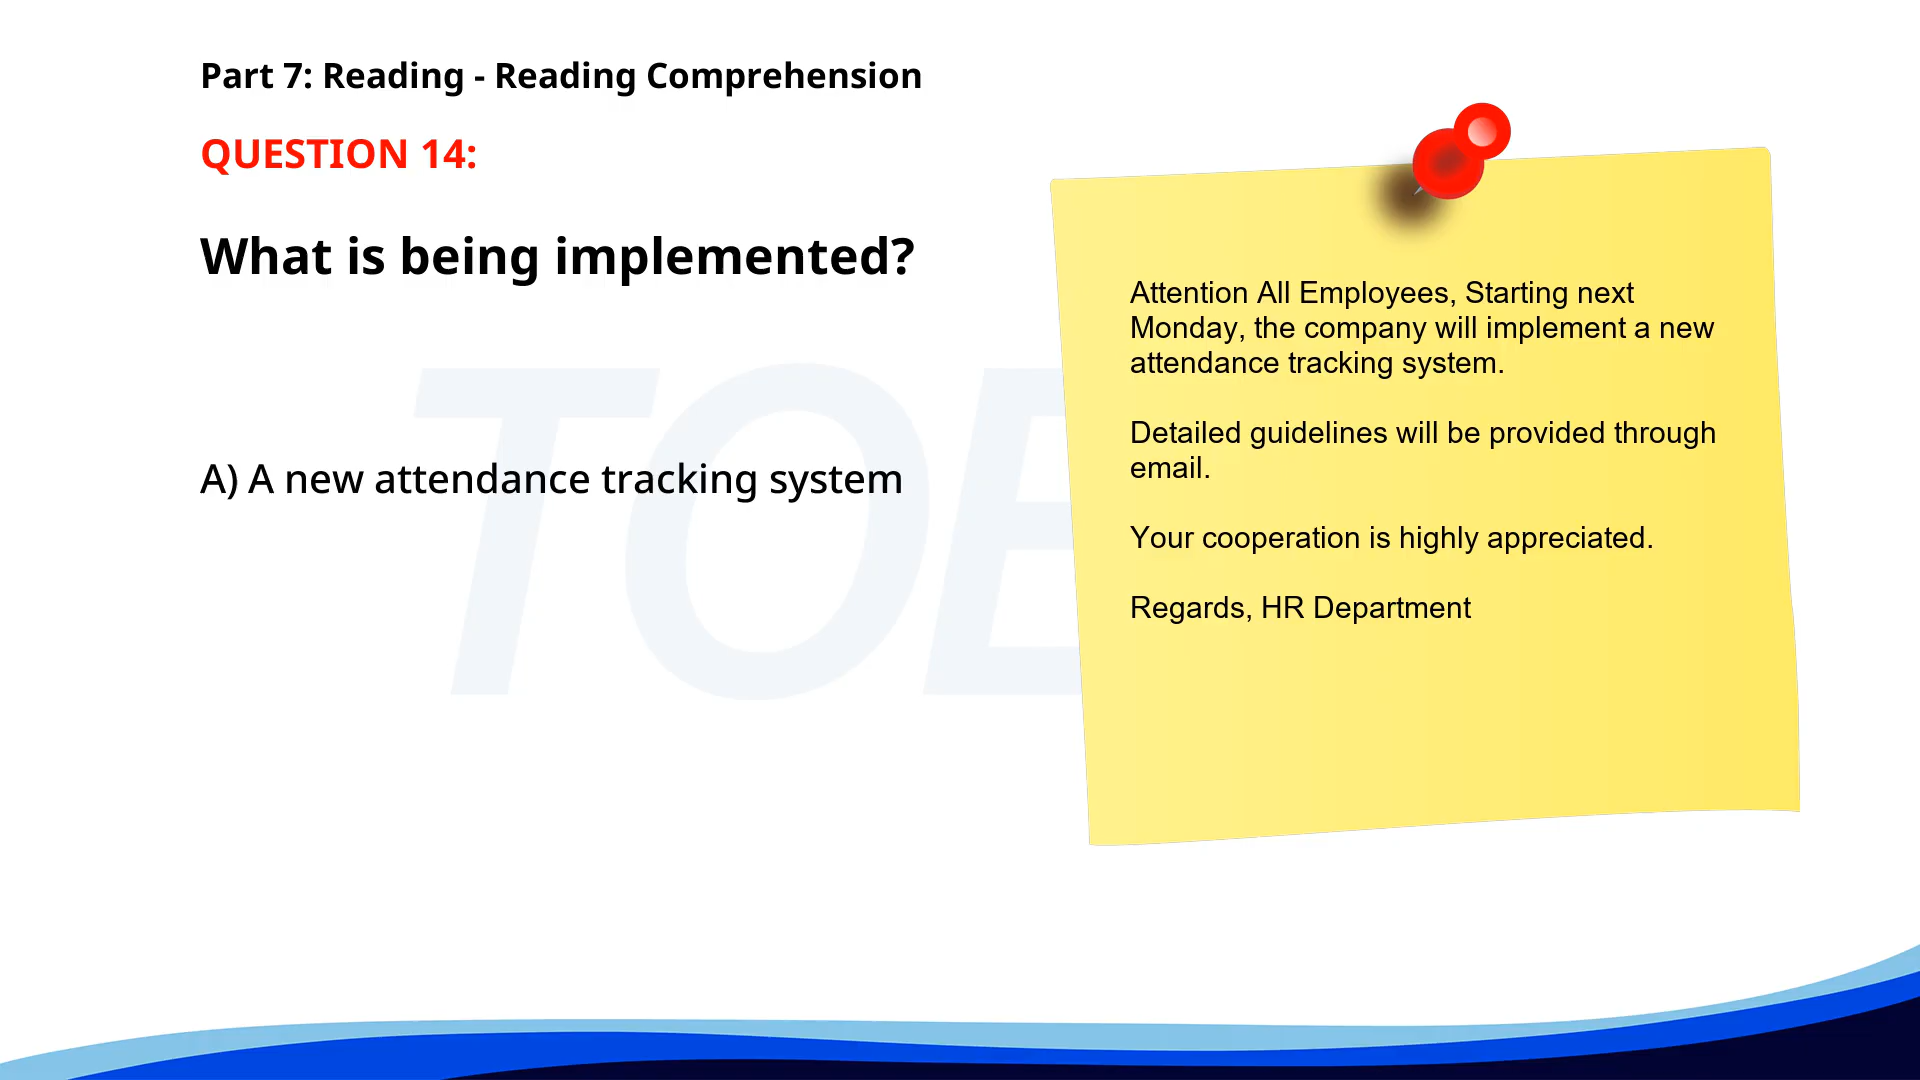 Part 7: Reading - Reading Comprehension
QUESTION 14:
What is being implemented?
A) A new attendance tracking system
Attention All Employees, Starting next
Monday, the company will implement a new
attendance tracking system.
Detailed guidelines will be provided through
email.
Your cooperation is highly appreciated.
Regards, HR Department
TOE